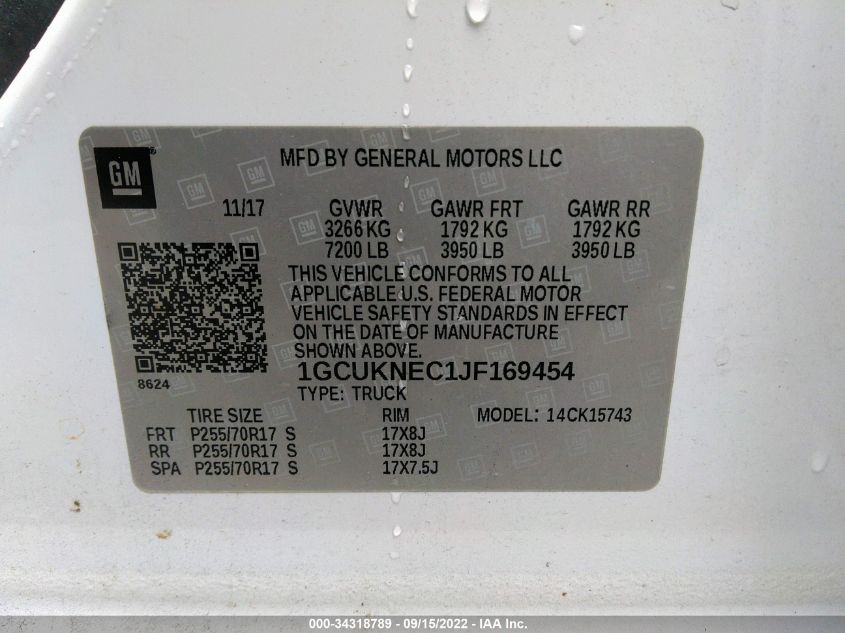 GM
MFD BY GENERAL MOTORS LLC
11/17 GVWR GAWR FRT GAWR RR
3266 KG 1792 KG 1792 KG
7200 LB 3950 LB 3950 LB
THIS VEHICLE CONFORMS TO ALL
APPLICABLE U.S. FEDERAL MOTOR
VEHICLE SAFETY STANDARDS IN EFFECT
ON THE DATE OF MANUFACTURE
SHOWN ABOVE.
8624
1GCUKNEC1JF169454
TYPE: TRUCK
TIRE SIZE RIM MODEL: 14CK15743
FRT P255/70R17 S 17X8J
RR P255/70R17 S 17X8J
SPA P255/70R17 S 17X7.5J
000-34318789 - 09/15/2022 - IAAI.com